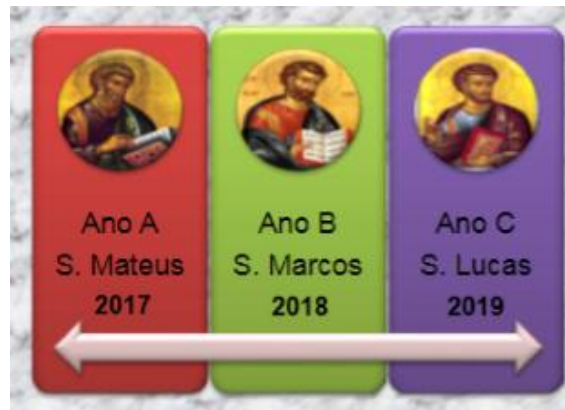 Ano A
S. Mateus
2017
Ano B
S. Marcos
2018
Ano C
S. Lucas
2019